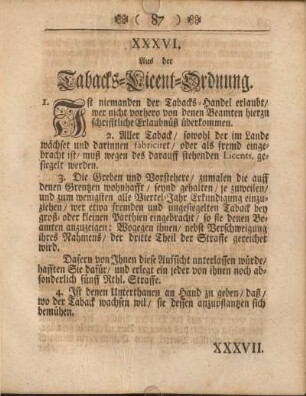 ( 87 )
XXXVI.
Aus der
Tabacks-Licent-Ordnung.
1. Ist niemanden der Tabacks-Handel erlaubt/
wer nicht vorhero von denen Beamten hierzu
schriftliche Erlaubnüß überkommen.
2. Aller Taback/ sowohl der im Lande
wächset und darinnen fabriciret, oder als fremd einge-
bracht ist/ muß wegen des darauff stehenden Licents, ge-
siegelt werden.
3. Die Greben und Vorstehere/ zumalen die auff
denen Grentzen wohnhafft/ seynd gehalten/ je zuweilen/
und zum wenigsten alle Viertel-Jahr Erkundigung einzu-
ziehen/ wer etwa fremden und ungesiegelten Taback bey
groß- oder kleinen Parthien eingebracht/ so sie denen Be-
amten anzuzeigen: Wogegen ihnen/ nebst Verschweigung
ihres Nahmens/ der dritte Theil der Straffe gereichet
wird.
Dafern von Ihnen diese Auffsicht unterlassen würde/
hafften Sie dafür/ und erlegt ein jeder von ihnen noch ab-
sonderlich fünff Rthl. Straffe.
4. Ist denen Unterthanen an Hand zu geben/ daß/
wo der Taback wachsen wil/ sie dessen anzupflantzen sich
bemühen.
XXXVII.